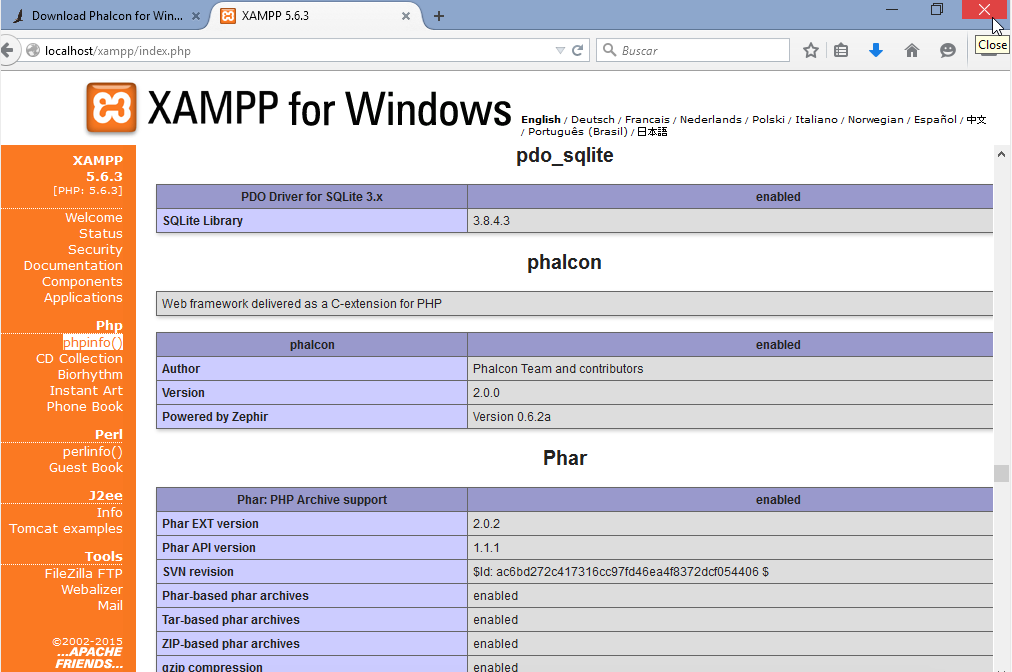 Download Phalcon for Win...
XAMPP 5.6.3
localhost/xampp/index.php
Buscar
Close
XAMPP for Windows
English / Deutsch / Francais / Nederlands / Polski / Italiano / Norwegian / Español / 中文
/ Português (Brasil) / 日本語
XAMPP
5.6.3
[PHP: 5.6.3]
Welcome
Status
Security
Documentation
Components
Applications
Php
phpinfo()
CD Collection
Biorhythm
Instant Art
Phone Book
Perl
perlinfo()
Guest Book
J2ee
Info
Tomcat examples
Tools
FileZilla FTP
Webalizer
Mail
©2002-2015
...APACHE
FRIENDS...
pdo_sqlite
PDO Driver for SQLite 3.x enabled
SQLite Library 3.8.4.3
phalcon
Web framework delivered as a C-extension for PHP
phalcon enabled
Author Phalcon Team and contributors
Version 2.0.0
Powered by Zephir Version 0.6.2a
Phar
Phar: PHP Archive support enabled
Phar EXT version 2.0.2
Phar API version 1.1.1
SVN revision $Id: ac6bd272c417316cc97fd46ea4f8372dcf054406 $
Phar-based phar archives enabled
Tar-based phar archives enabled
ZIP-based phar archives enabled
gzip compression enabled